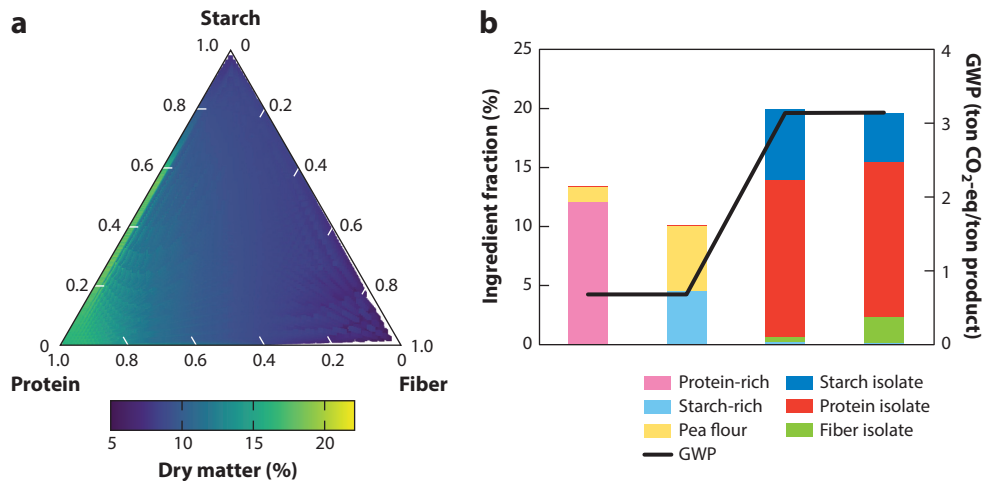 a
Starch
1.0 0
0.8 0.2
0.6 0.4
0.4 0.6
0.2 0.8
0 1.0
1.0 0.8 0.6 0.4 0.2 0
Protein Fiber
5 10 15 20
Dry matter (%)
b
25
20
15
10
5
0
Ingredient fraction (%)
4
3
2
1
0
GWP (ton CO₂-eq/ton product)
Protein-rich
Starch-rich
Pea flour
GWP
Starch isolate
Protein isolate
Fiber isolate